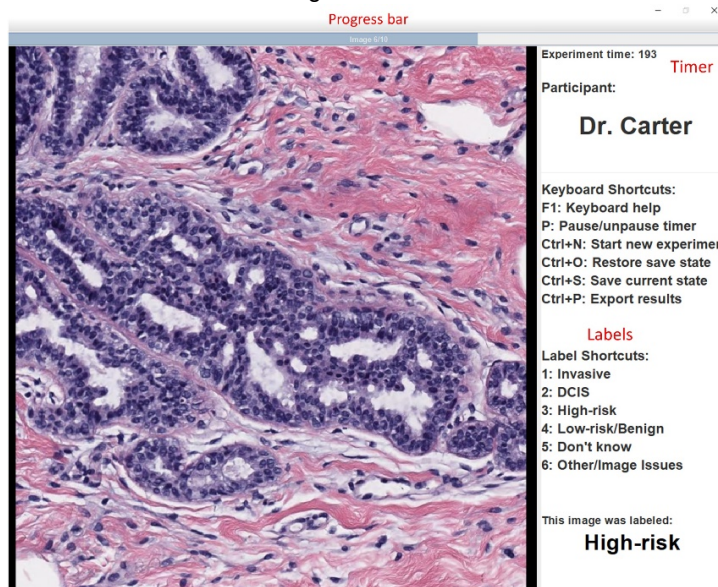 Progress bar
Image 6/10
Experiment time: 193
Timer
Participant:
Dr. Carter
Keyboard Shortcuts:
F1: Keyboard help
P: Pause/unpause timer
Ctrl+N: Start new experimen
Ctrl+O: Restore save state
Ctrl+S: Save current state
Ctrl+P: Export results
Labels
Label Shortcuts:
1: Invasive
2: DCIS
3: High-risk
4: Low-risk/Benign
5: Don't know
6: Other/Image Issues
This image was labeled:
High-risk